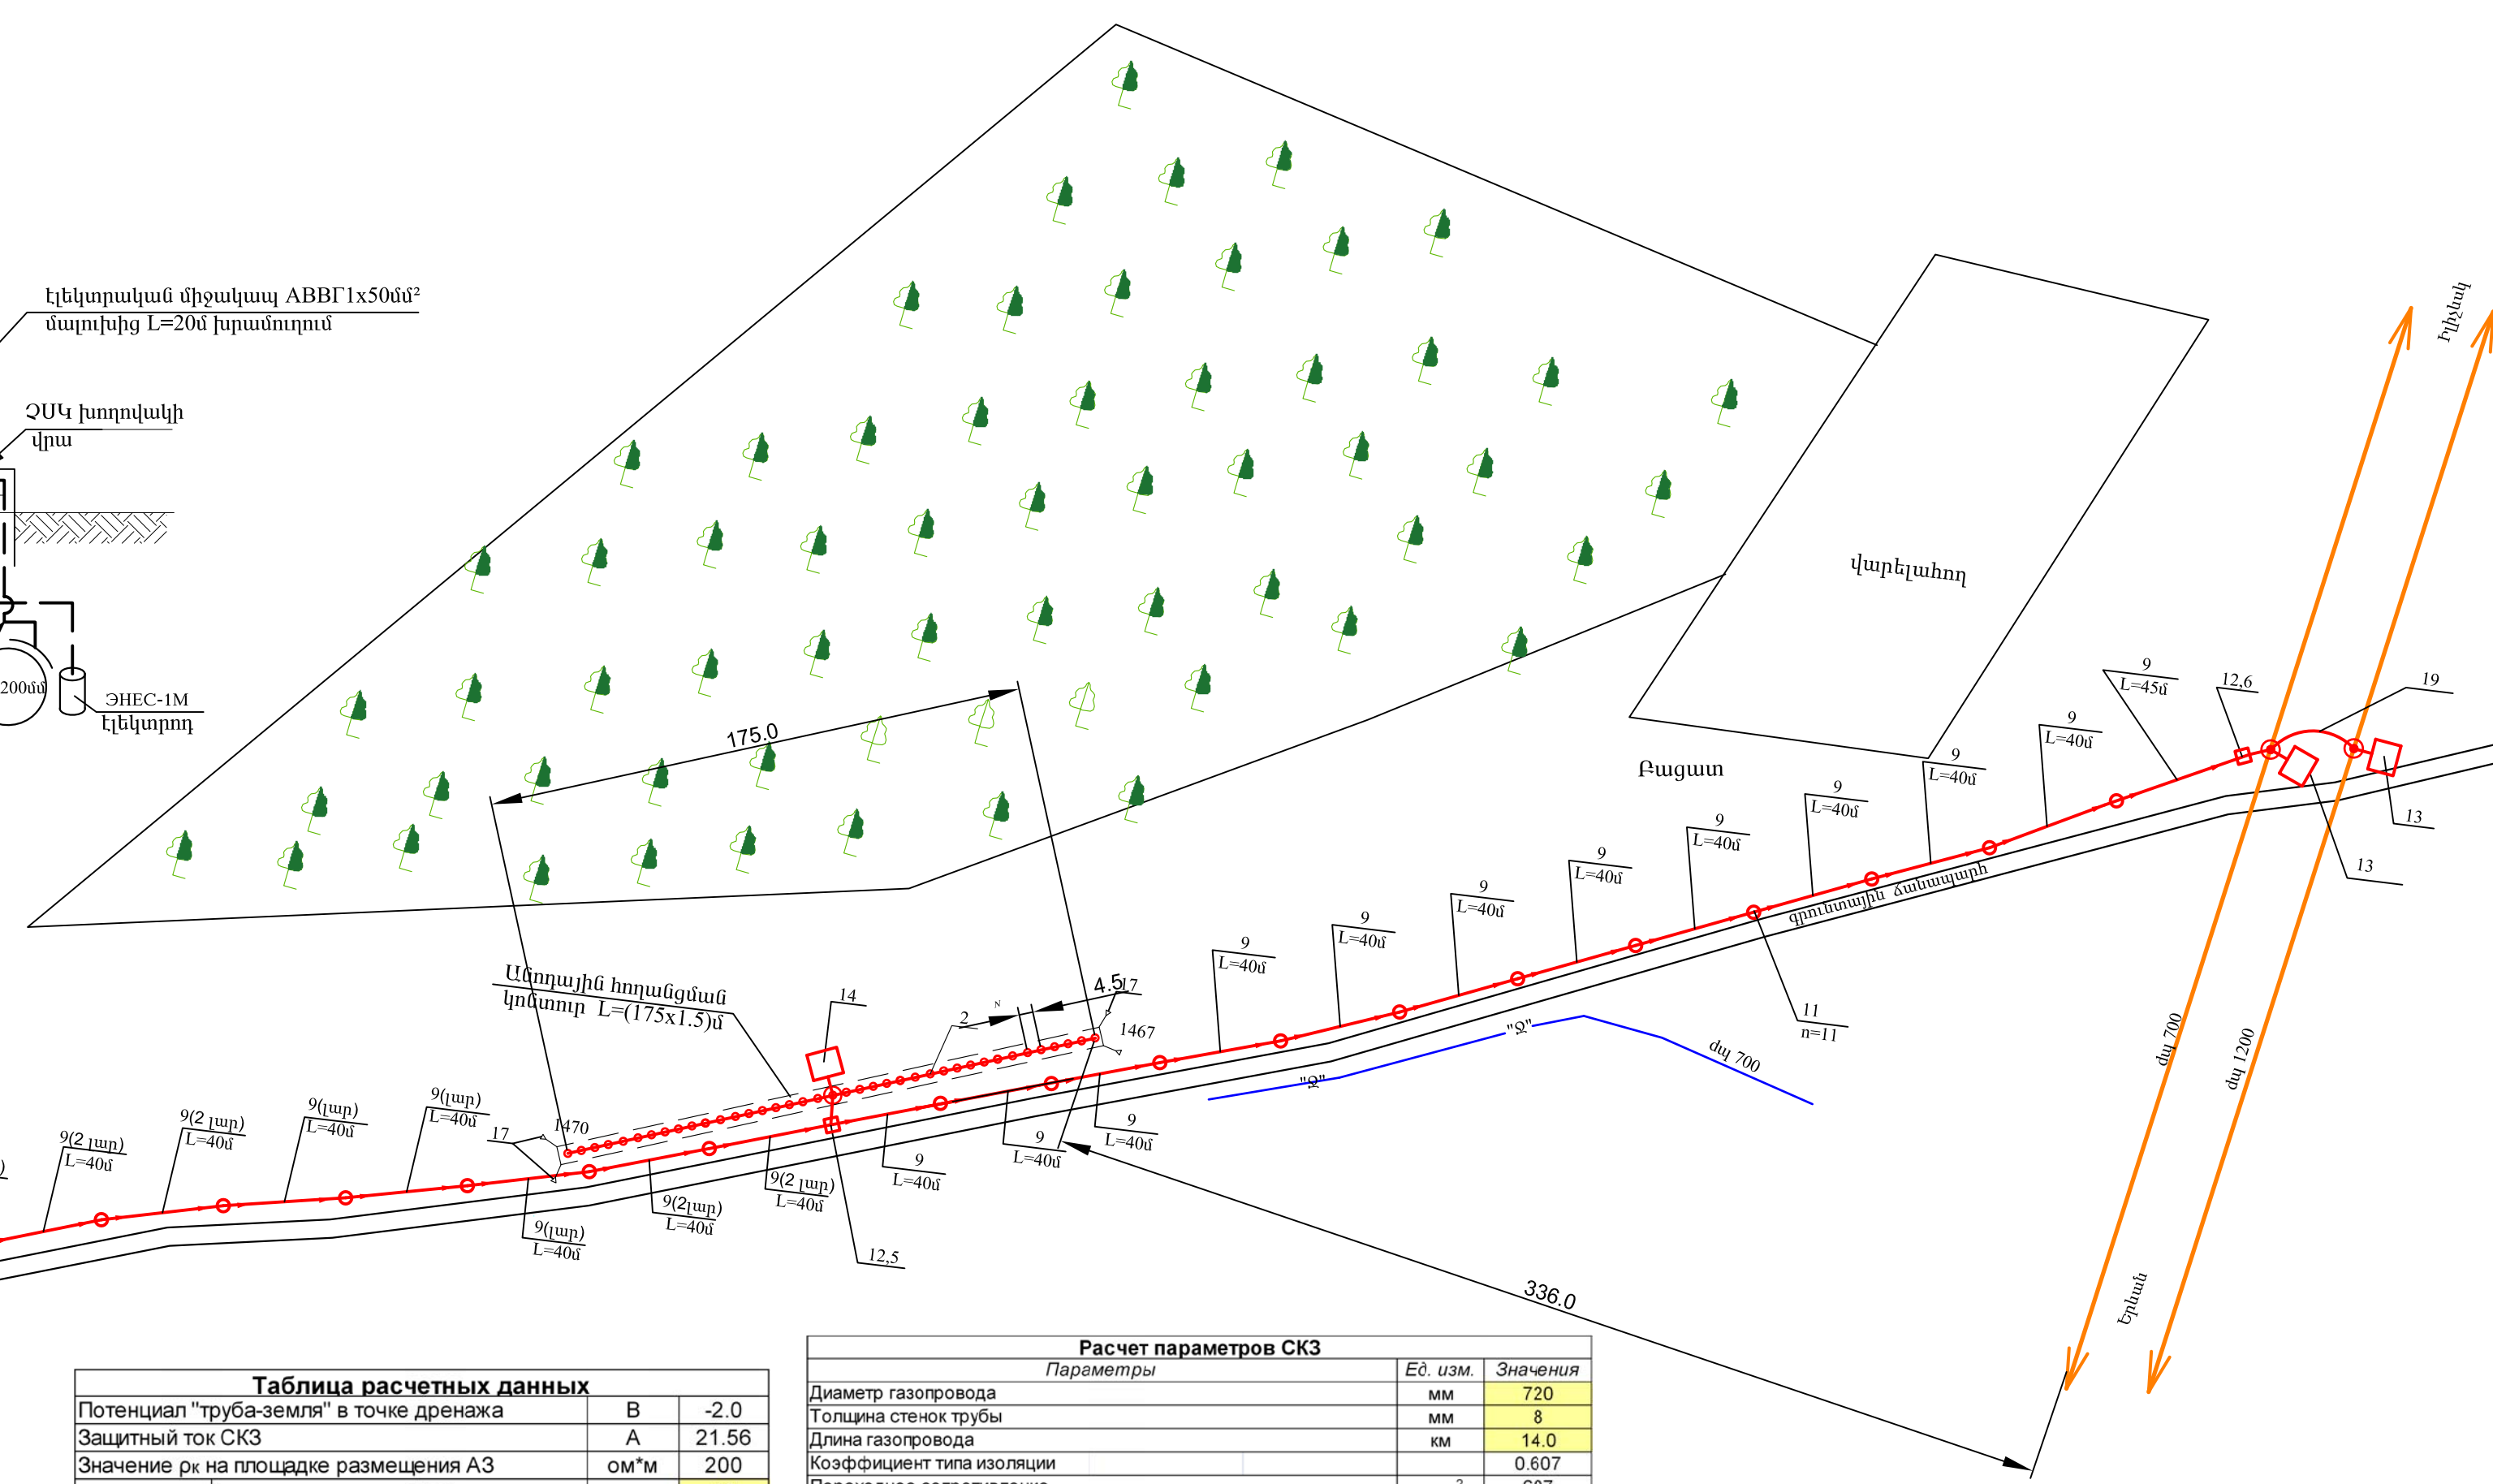 էլեկտրական միջակապ АВВГ1x50մմ²
մալուխից L=20մ խրամուղում
ՉՍԿ խողովակի
վրա
200մմ
ЭНЕС-1М
էլեկտրոդ
Իլիչևսկ
վարելահող
175.0
Բացատ
9
L=45մ
12,6
19
9
L=40մ
9
L=40մ
9
L=40մ
9
L=40մ
9
L=40մ
9
L=40մ
9
L=40մ
9
L=40մ
9
L=40մ
13
13
գրունտային ճանապարհ
Անոդային հողանցման
կոնտուր L=(175x1.5)մ
14
2
N
4.5
17
1467
11
n=11
"Ջ"
"Ջ"
դպ 700
դպ 700
դպ 1200
9(2 լար)
L=40մ
9(2 լար)
L=40մ
9(լար)
L=40մ
9(լար)
L=40մ
17
1470
9(լար)
L=40մ
9(2լար)
L=40մ
9(2 լար)
L=40մ
9
L=40մ
9
L=40մ
9
L=40մ
12,5
336.0
Երևան
Таблица расчетных данных
Потенциал "труба-земля" в точке дренажа В -2.0
Защитный ток СКЗ А 21.56
Значение ρк на площадке размещения АЗ ом*м 200
Расчет параметров СКЗ
Параметры Ед. изм. Значения
Диаметр газопровода мм 720
Толщина стенок трубы мм 8
Длина газопровода км 14.0
Коэффициент типа изоляции 0.607